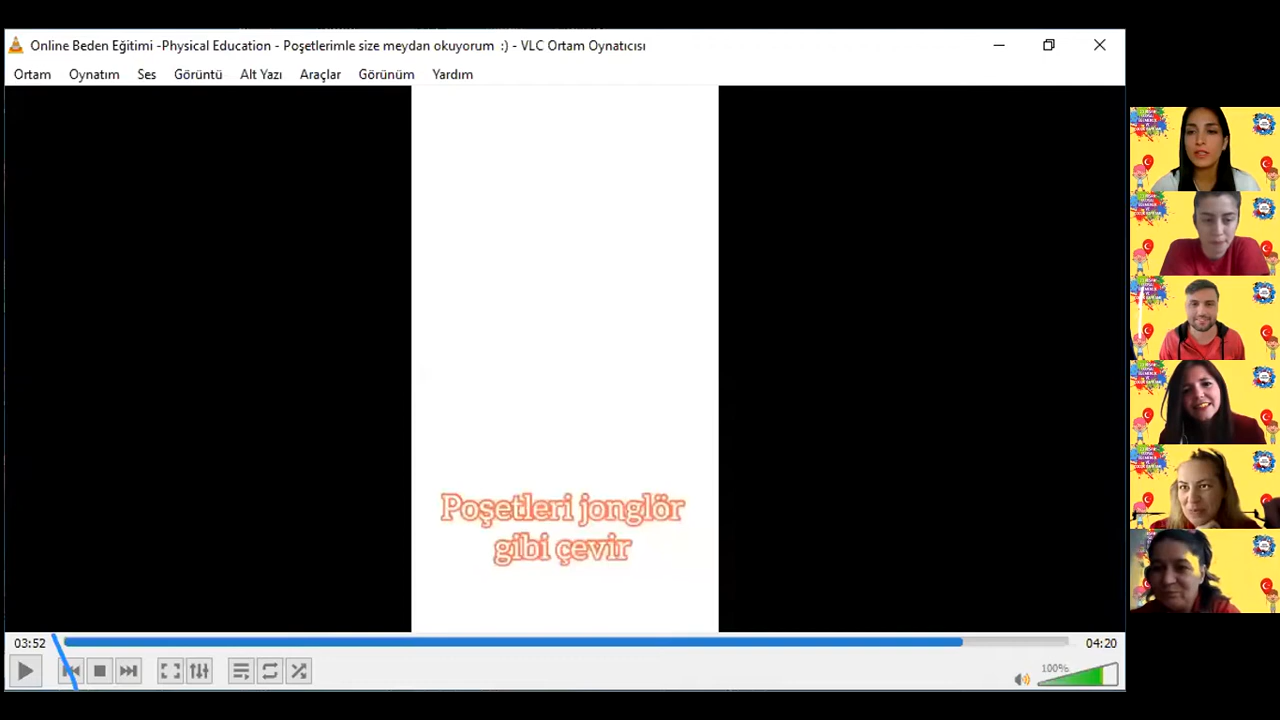 Online Beden Eğitimi -Physical Education - Poşetlerimle size meydan okuyorum :) - VLC Ortam Oynatıcısı
Ortam Oynatım Ses Görüntü Alt Yazı Araçlar Görünüm Yardım
Poşetleri jonglör
gibi çevir
03:52
04:20
100%